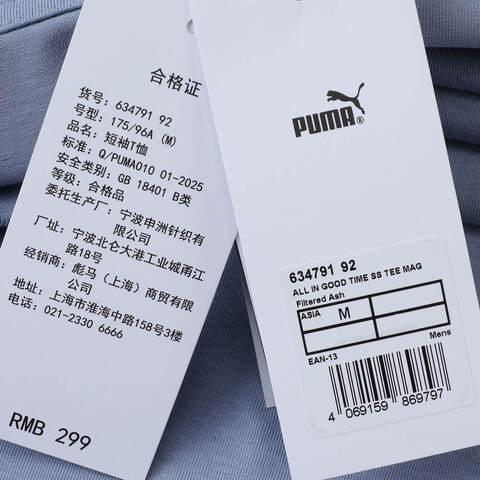 合格证
货号: 634791 92
号型: 175/96A (M)
品名: 短袖T恤
标准: Q/PUMA010 01-2025
安全类别: GB 18401 B类
等级: 合格品
委托生产厂: 宁波申洲针织有
限公司
厂址: 宁波北仑大港工业城甬江
路18号
经销商: 彪马（上海）商贸有限
公司
地址: 上海市淮海中路158号3楼
电话: 021-2330 6666
RMB 299
PUMA®
634791 92
ALL IN GOOD TIME SS TEE MAG
Filtered Ash
ASIA M
EAN-13
Mens
4 069159 869797